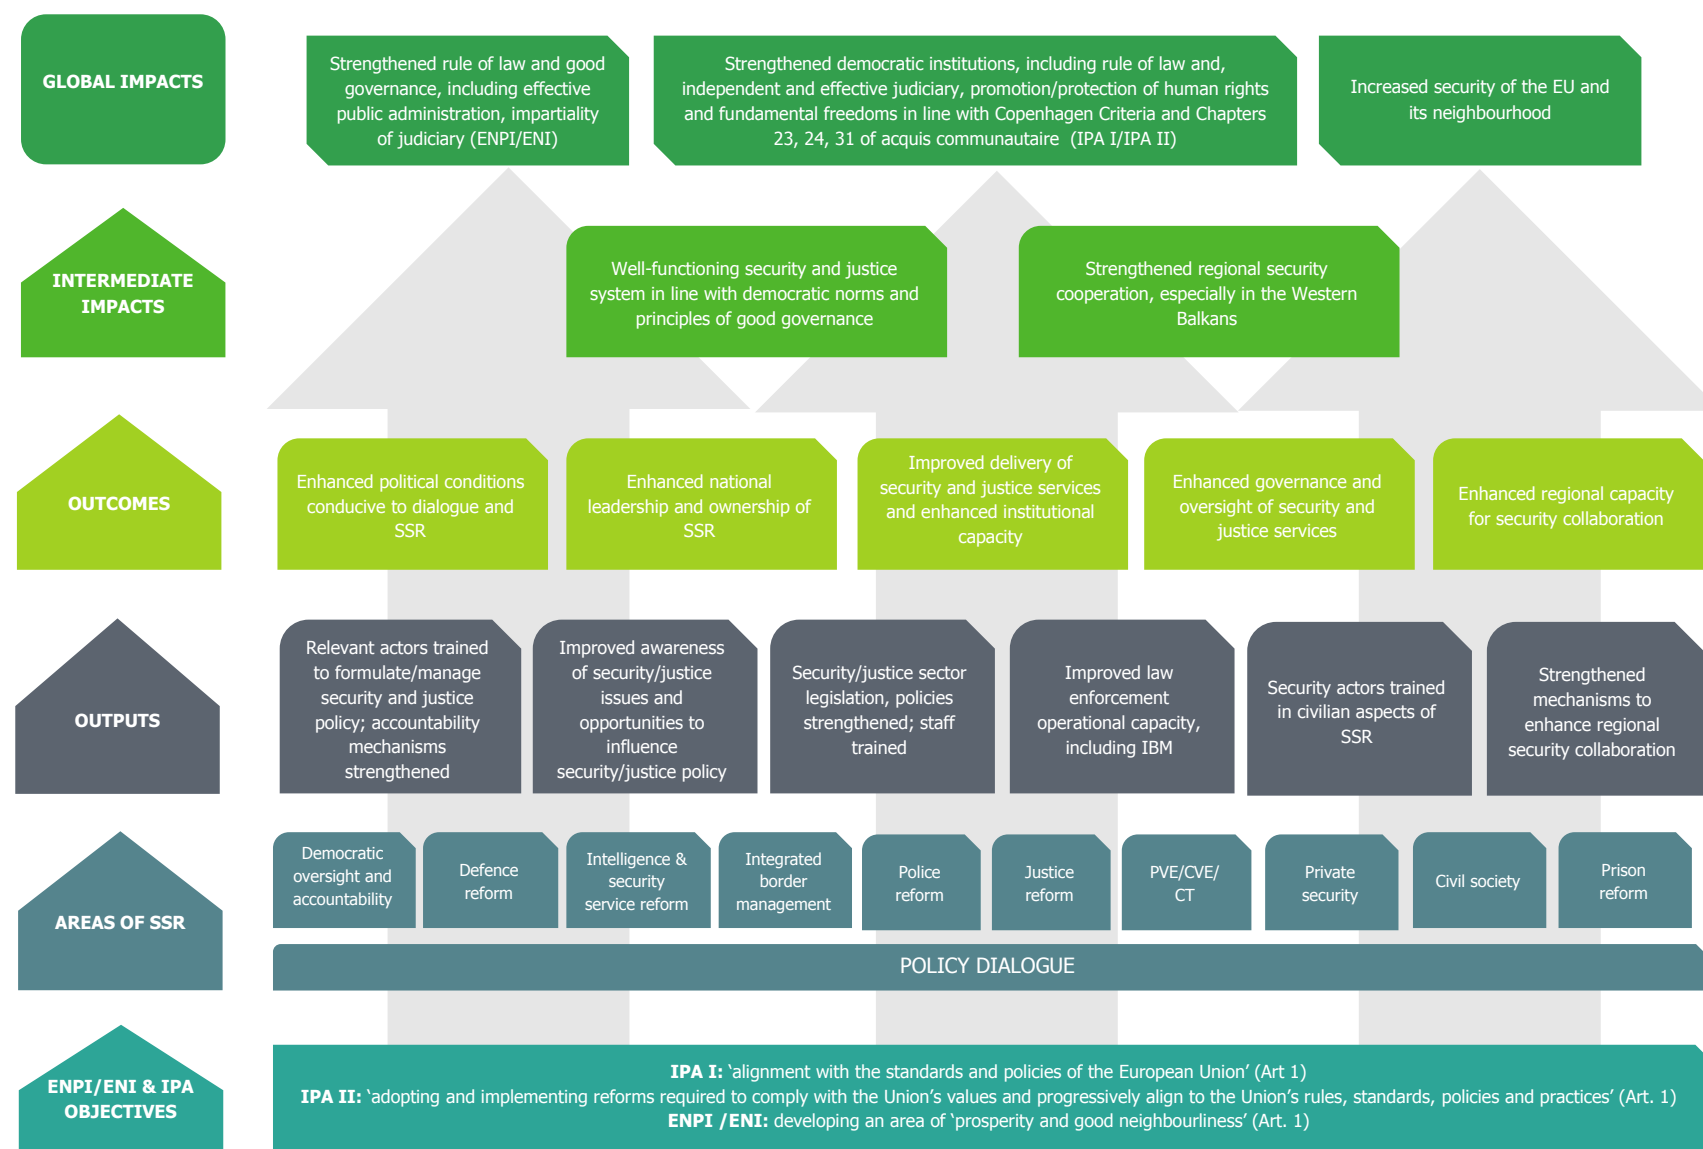 GLOBAL IMPACTS
Strengthened rule of law and good
governance, including effective
public administration, impartiality
of judiciary (ENPI/ENI)
Strengthened democratic institutions, including rule of law and,
independent and effective judiciary, promotion/protection of human rights
and fundamental freedoms in line with Copenhagen Criteria and Chapters
23, 24, 31 of acquis communautaire (IPA I/IPA II)
Increased security of the EU and
its neighbourhood
INTERMEDIATE
IMPACTS
Well-functioning security and justice
system in line with democratic norms and
principles of good governance
Strengthened regional security
cooperation, especially in the Western
Balkans
OUTCOMES
Enhanced political conditions
conducive to dialogue and
SSR
Enhanced national
leadership and ownership of
SSR
Improved delivery of
security and justice services
and enhanced institutional
capacity
Enhanced governance and
oversight of security and
justice services
Enhanced regional capacity
for security collaboration
OUTPUTS
Relevant actors trained
to formulate/manage
security and justice
policy; accountability
mechanisms
strengthened
Improved awareness
of security/justice
issues and
opportunities to
influence
security/justice policy
Security/justice sector
legislation, policies
strengthened; staff
trained
Improved law
enforcement
operational capacity,
including IBM
Security actors trained
in civilian aspects of
SSR
Strengthened
mechanisms to
enhance regional
security collaboration
AREAS OF SSR
Democratic
oversight and
accountability
Defence
reform
Intelligence &
security
service reform
Integrated
border
management
Police
reform
Justice
reform
PVE/CVE/
CT
Private
security
Civil society
Prison
reform
POLICY DIALOGUE
ENPI/ENI & IPA
OBJECTIVES
IPA I: ‘alignment with the standards and policies of the European Union’ (Art 1)
IPA II: ‘adopting and implementing reforms required to comply with the Union’s values and progressively align to the Union’s rules, standards, policies and practices’ (Art. 1)
ENPI /ENI: developing an area of ‘prosperity and good neighbourliness’ (Art. 1)